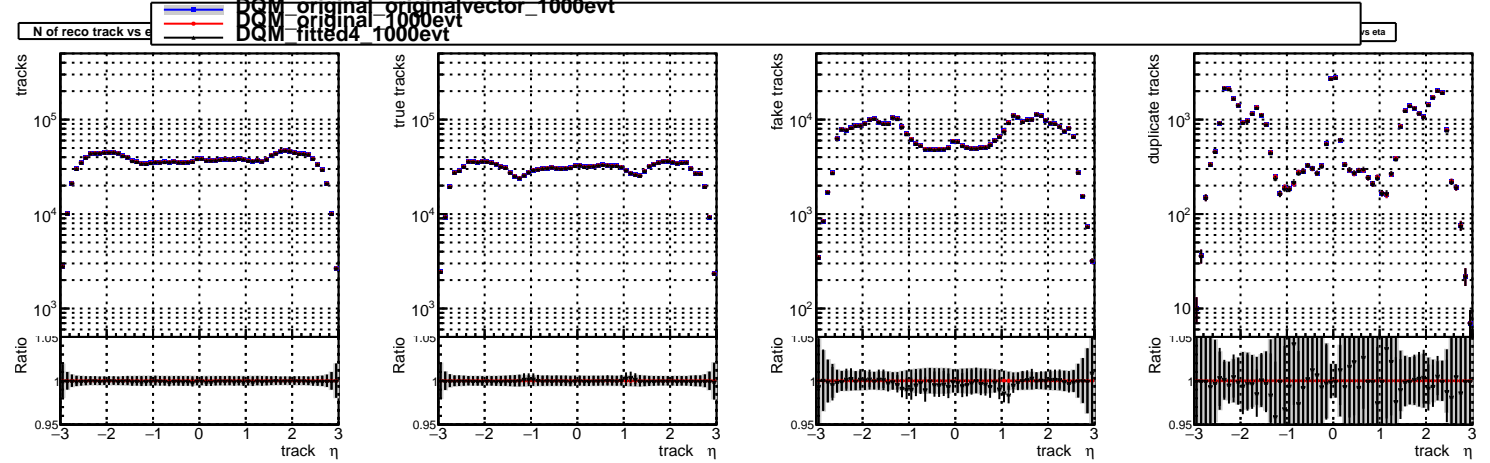 DQM_original_originalvector_1000evt
DQM_original_1000evt
DQM_fitted4_1000evt
N of reco track vs e
vs eta
tracks
10⁵
10⁴
10³
Ratio
1.05
1
0.95
−3 −2 −1 0 1 2 3
track η
true tracks
10⁵
10⁴
10³
Ratio
1.05
1
0.95
−3 −2 −1 0 1 2 3
track η
fake tracks
10⁴
10³
10²
Ratio
1.05
1
0.95
−3 −2 −1 0 1 2 3
track η
duplicate tracks
10³
10²
10
Ratio
1.05
1
0.95
−3 −2 −1 0 1 2 3
track η